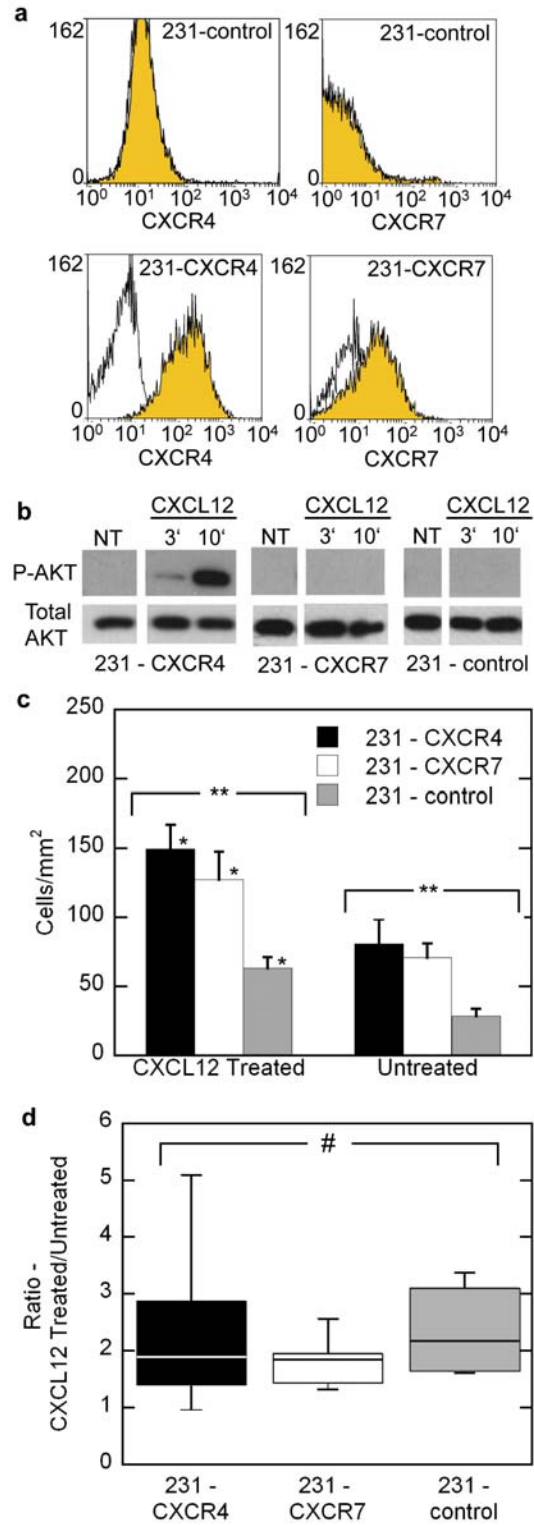 a
162 231-control 162 231-control
0 0
10⁰ 10¹ 10² 10³ 10⁴ 10⁰ 10¹ 10² 10³ 10⁴
CXCR4 CXCR7
162 231-CXCR4 162 231-CXCR7
0 0
10⁰ 10¹ 10² 10³ 10⁴ 10⁰ 10¹ 10² 10³ 10⁴
CXCR4 CXCR7
b
CXCL12 CXCL12 CXCL12
NT 3' 10' NT 3' 10' NT 3' 10'
P-AKT
Total
AKT
231 - CXCR4 231 - CXCR7 231 - control
c
250
200
150
100
50
0
Cells/mm²
231 - CXCR4
231 - CXCR7
231 - control
**
* * *
**
CXCL12 Treated Untreated
d
6
5
4
3
2
1
0
Ratio -
CXCL12 Treated/Untreated
#
231 - 231 - 231 -
CXCR4 CXCR7 control